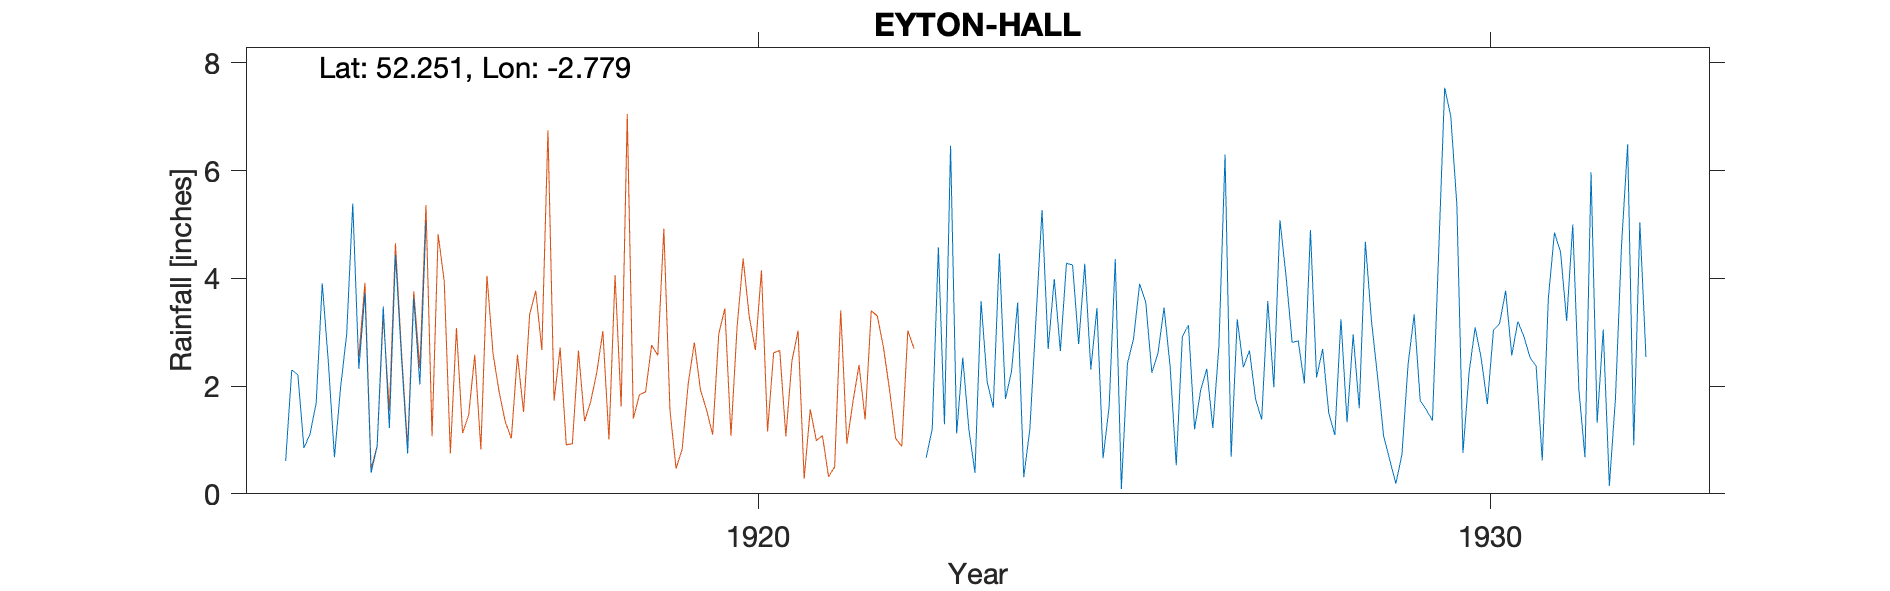 EYTON-HALL
Lat: 52.251, Lon: -2.779
8
6
4
2
0
Rainfall [inches]
1920
1930
Year